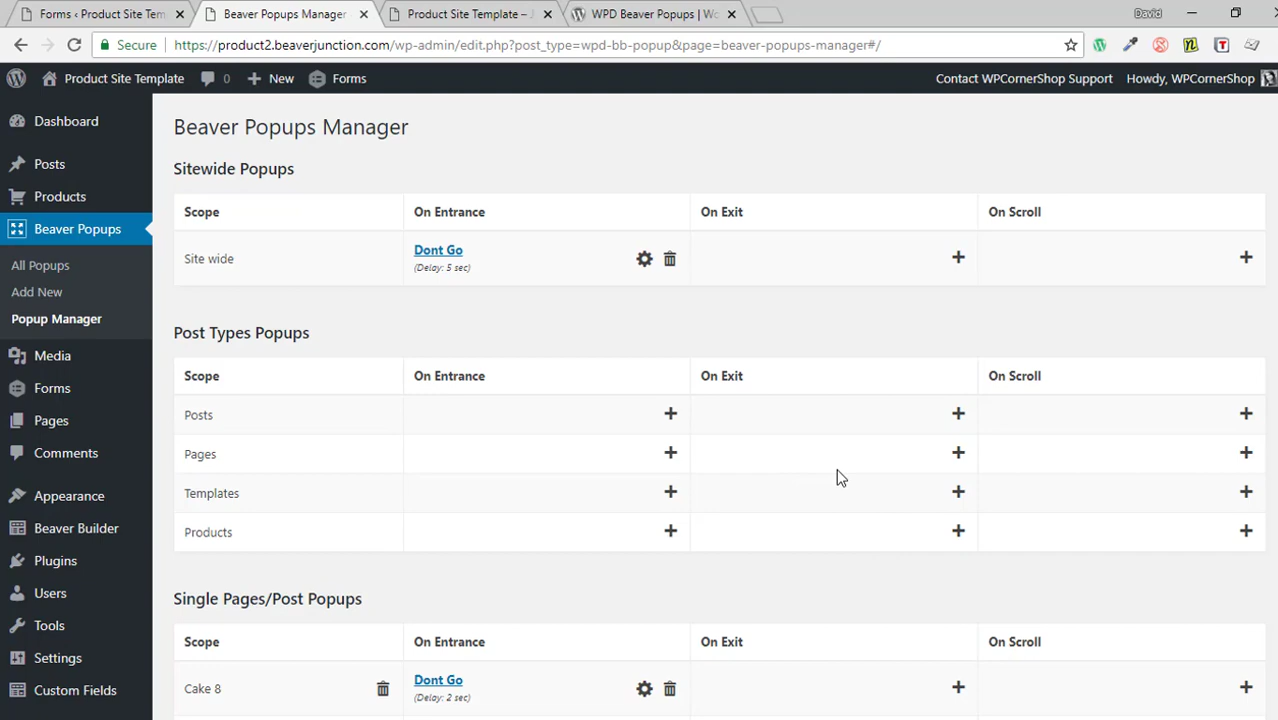 Forms ‹ Product Site Tem
Beaver Popups Manager
Product Site Template – J
WPD Beaver Popups | Wo
David
Secure
https://product2.beaverjunction.com/wp-admin/edit.php?post_type=wpd-bb-popup&page=beaver-popups-manager#/
Product Site Template
0
New
Forms
Contact WPCornerShop Support
Howdy, WPCornerShop
Dashboard
Posts
Products
Beaver Popups
All Popups
Add New
Popup Manager
Media
Forms
Pages
Comments
Appearance
Beaver Builder
Plugins
Users
Tools
Settings
Custom Fields
Beaver Popups Manager
Sitewide Popups
Scope On Entrance On Exit On Scroll
Site wide Dont Go
(Delay: 5 sec)
Post Types Popups
Scope On Entrance On Exit On Scroll
Posts
Pages
Templates
Products
Single Pages/Post Popups
Scope On Entrance On Exit On Scroll
Cake 8 Dont Go
(Delay: 2 sec)